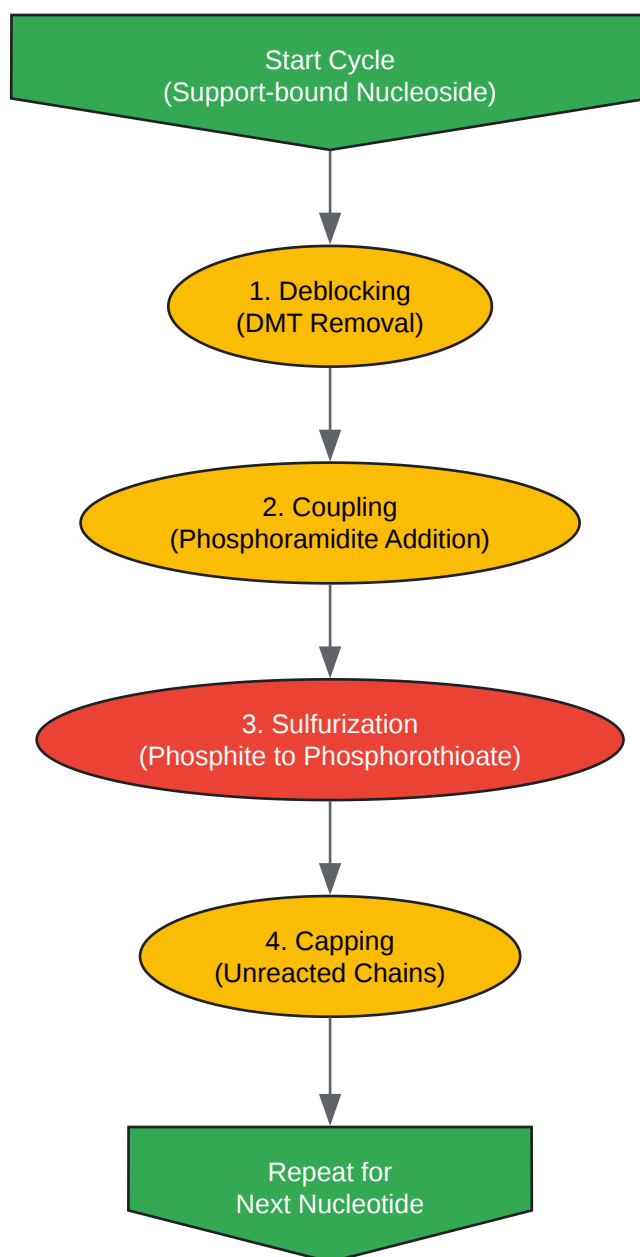 Start Cycle
(Support-bound Nucleoside)
1. Deblocking
(DMT Removal)
2. Coupling
(Phosphoramidite Addition)
3. Sulfurization
(Phosphite to Phosphorothioate)
4. Capping
(Unreacted Chains)
Repeat for
Next Nucleotide